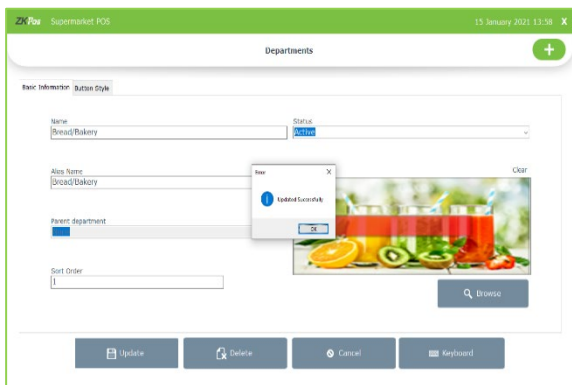 ZKPos Supermarket POS 15 January 2021 13:58 X
Departments
+
Basic Information Button Style
Name Status
Bread/Bakery Active
Alias Name Clear
Bread/Bakery
Error X
Updated Successfully
OK
Parent department
Sort Order
1
Browse
Update Delete Cancel Keyboard